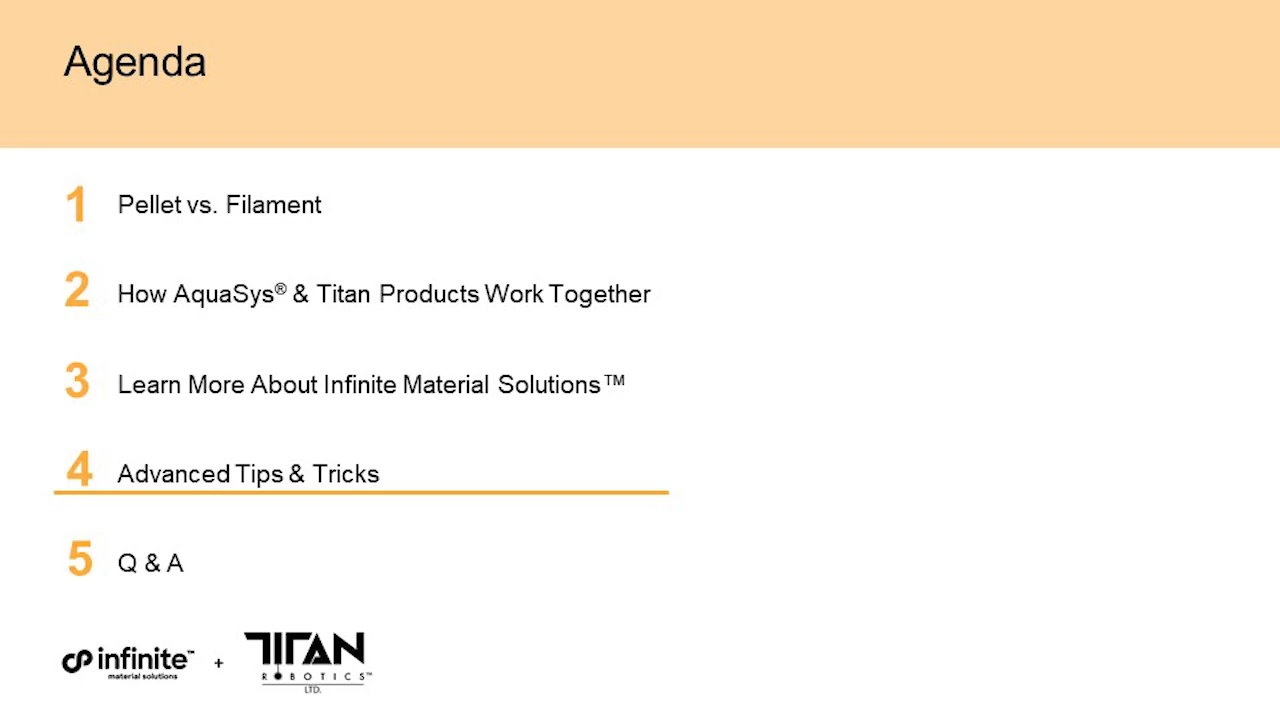 Agenda
1 Pellet vs. Filament
2 How AquaSys® & Titan Products Work Together
3 Learn More About Infinite Material Solutions™
4 Advanced Tips & Tricks
5 Q & A
infinite™
material solutions
+
TITAN
ROBOTICS™
LTD.